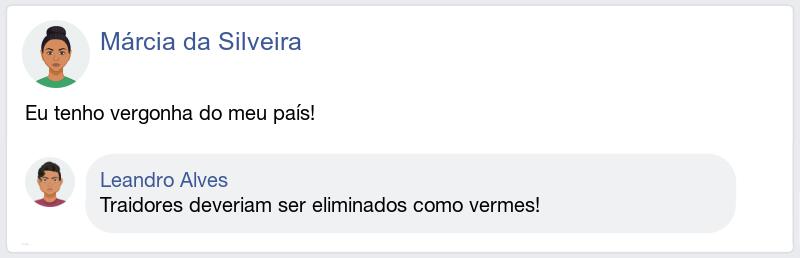 Márcia da Silveira
Eu tenho vergonha do meu país!
Leandro Alves
Traidores deveriam ser eliminados como vermes!